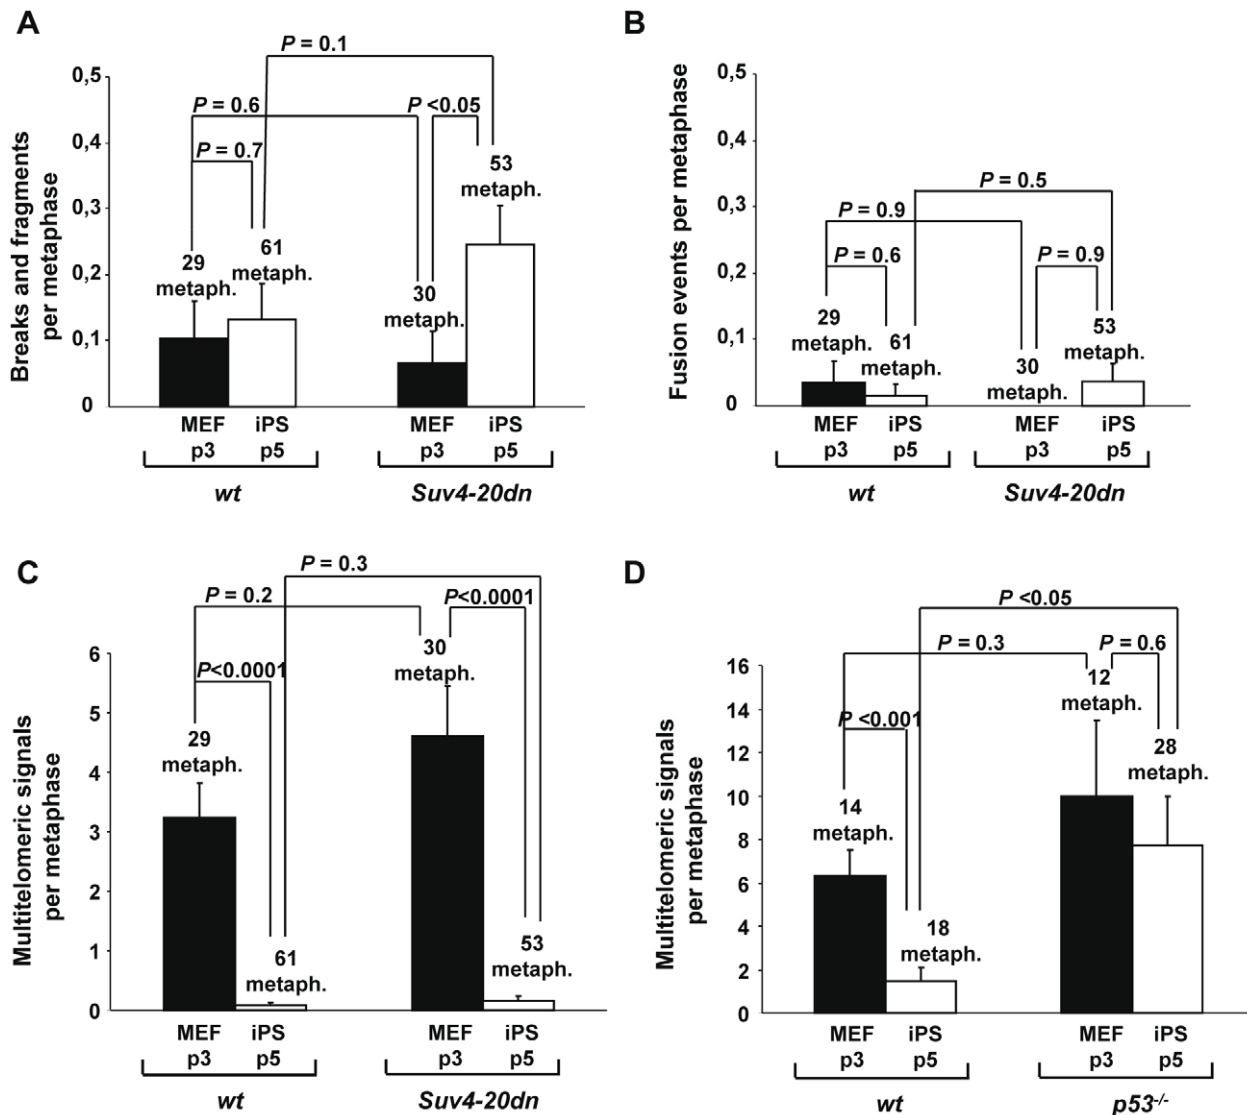 A
Breaks and fragments
per metaphase
0,5
0,4
0,3
0,2
0,1
0
P = 0.1
P = 0.6
P <0.05
P = 0.7
29
metaph.
61
metaph.
30
metaph.
53
metaph.
MEF
p3
iPS
p5
MEF
p3
iPS
p5
wt
Suv4-20dn
B
Fusion events per metaphase
0,5
0,4
0,3
0,2
0,1
0
P = 0.5
P = 0.9
P = 0.6
P = 0.9
29
metaph.
61
metaph.
30
metaph.
53
metaph.
MEF
p3
iPS
p5
MEF
p3
iPS
p5
wt
Suv4-20dn
C
Multitelomeric signals
per metaphase
6
5
4
3
2
1
0
P = 0.3
P = 0.2
P<0.0001
P<0.0001
29
metaph.
61
metaph.
30
metaph.
53
metaph.
MEF
p3
iPS
p5
MEF
p3
iPS
p5
wt
Suv4-20dn
D
Multitelomeric signals
per metaphase
16
14
12
10
8
6
4
2
0
P <0.05
P = 0.3
P = 0.6
P <0.001
14
metaph.
18
metaph.
12
metaph.
28
metaph.
MEF
p3
iPS
p5
MEF
p3
iPS
p5
wt
p53-/-